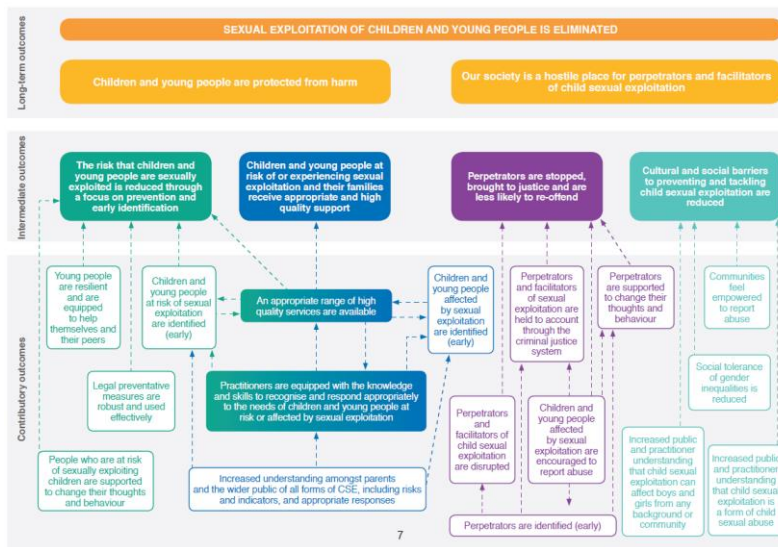 Long-term outcomes
SEXUAL EXPLOITATION OF CHILDREN AND YOUNG PEOPLE IS ELIMINATED
Children and young people are protected from harm
Our society is a hostile place for perpetrators and facilitators
of child sexual exploitation
Intermediate outcomes
The risk that children and
young people are sexually
exploited is reduced through
a focus on prevention and
early identification
Children and young people at
risk of or experiencing sexual
exploitation and their families
receive appropriate and high
quality support
Perpetrators are stopped,
brought to justice and are
less likely to re-offend
Cultural and social barriers
to preventing and tackling
child sexual exploitation are
reduced
Contributory outcomes
Young people
are resilient
and are
equipped
to help
themselves and
their peers
Children and
young people
at risk of sexual
exploitation
are identified
(early)
An appropriate range of high
quality services are available
Children and
young people
affected
by sexual
exploitation
are identified
(early)
Perpetrators
and facilitators
of sexual
exploitation are
held to account
through the
criminal justice
system
Perpetrators
are supported
to change their
thoughts and
behaviour
Communities
feel
empowered
to report
abuse
Legal preventative
measures are
robust and used
effectively
Practitioners are equipped with the knowledge
and skills to recognise and respond appropriately
to the needs of children and young people at
risk or affected by sexual exploitation
Social tolerance
of gender
inequalities is
reduced
Perpetrators
and
facilitators of
child sexual
exploitation
are disrupted
Children and
young people
affected
by sexual
exploitation are
encouraged to
report abuse
People who are at risk
of sexually exploiting
children are supported
to change their thoughts
and behaviour
Increased understanding amongst parents
and the wider public of all forms of CSE, including risks
and indicators, and appropriate responses
Increased public
and practitioner
understanding
that child sexual
exploitation can
affect boys and
girls from any
background or
community
Increased public
and practitioner
understanding
that child sexual
exploitation is
a form of child
sexual abuse
Perpetrators are identified (early)
7